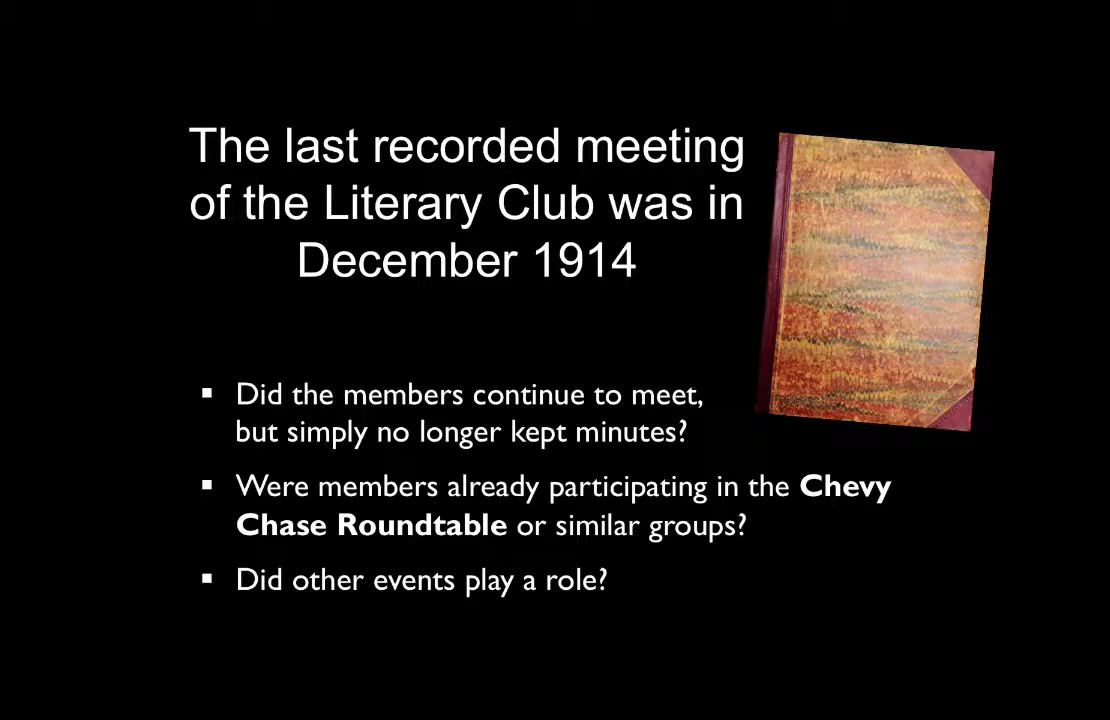 The last recorded meeting
of the Literary Club was in
December 1914
▪ Did the members continue to meet,
but simply no longer kept minutes?
▪ Were members already participating in the Chevy
Chase Roundtable or similar groups?
▪ Did other events play a role?